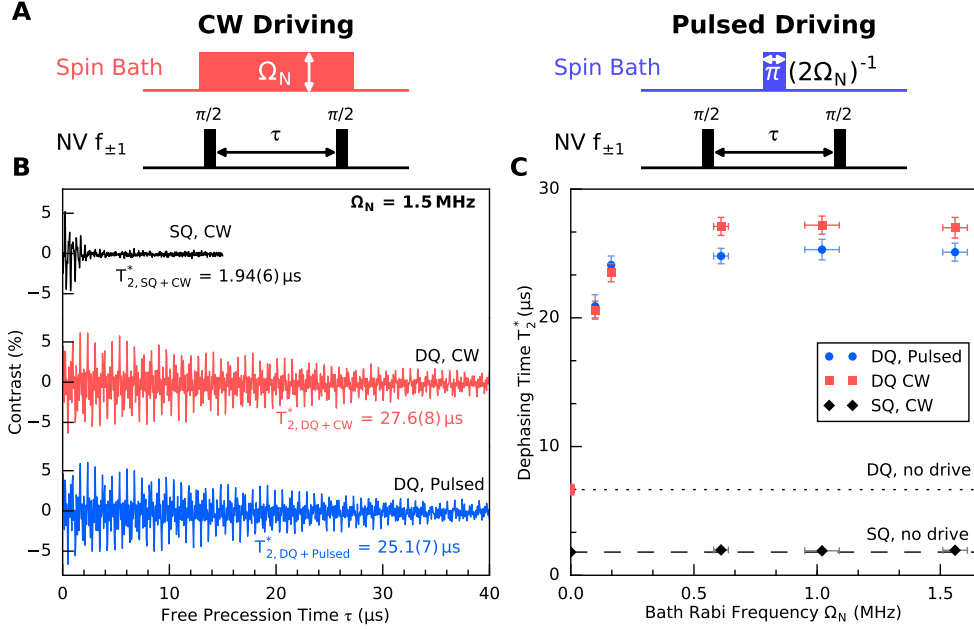 A
CW Driving
Pulsed Driving
Spin Bath
Ω_N
Spin Bath
π
(2Ω_N)⁻¹
π/2
π/2
NV f_±1
τ
π/2
π/2
NV f_±1
τ
B
Ω_N = 1.5 MHz
SQ, CW
T*_2, SQ + CW = 1.94(6) μs
DQ, CW
T*_2, DQ + CW = 27.6(8) μs
DQ, Pulsed
T*_2, DQ + Pulsed = 25.1(7) μs
Contrast (%)
5
0
−5
5
0
−5
5
0
−5
0
10
20
30
40
Free Precession Time τ (μs)
C
Dephasing Time T*_2 (μs)
30
20
10
0
DQ, Pulsed
DQ CW
SQ, CW
DQ, no drive
SQ, no drive
0.0
0.5
1.0
1.5
Bath Rabi Frequency Ω_N (MHz)